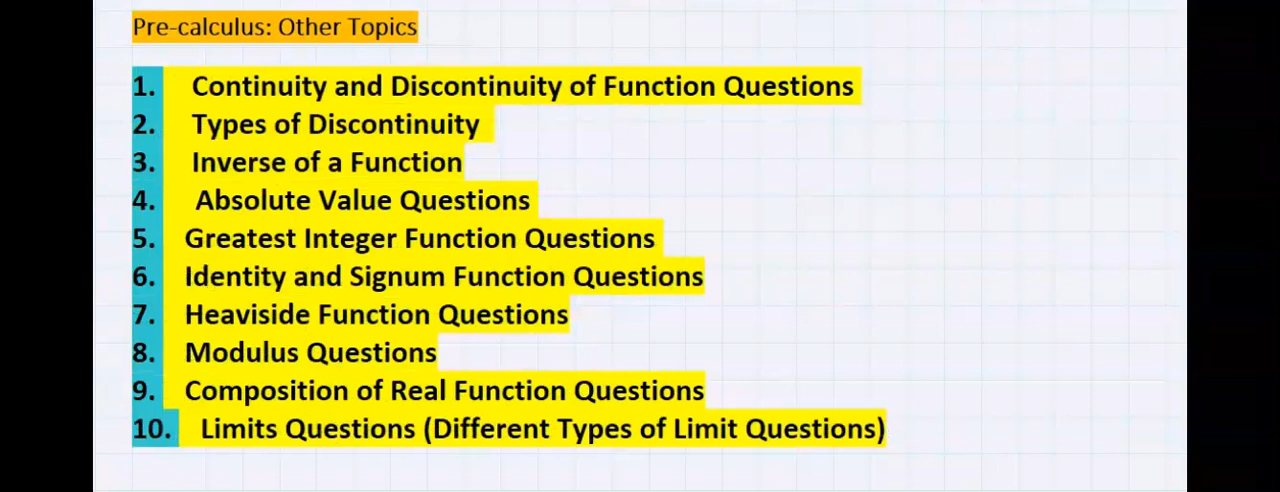 Pre-calculus: Other Topics
1. Continuity and Discontinuity of Function Questions
2. Types of Discontinuity
3. Inverse of a Function
4. Absolute Value Questions
5. Greatest Integer Function Questions
6. Identity and Signum Function Questions
7. Heaviside Function Questions
8. Modulus Questions
9. Composition of Real Function Questions
10. Limits Questions (Different Types of Limit Questions)